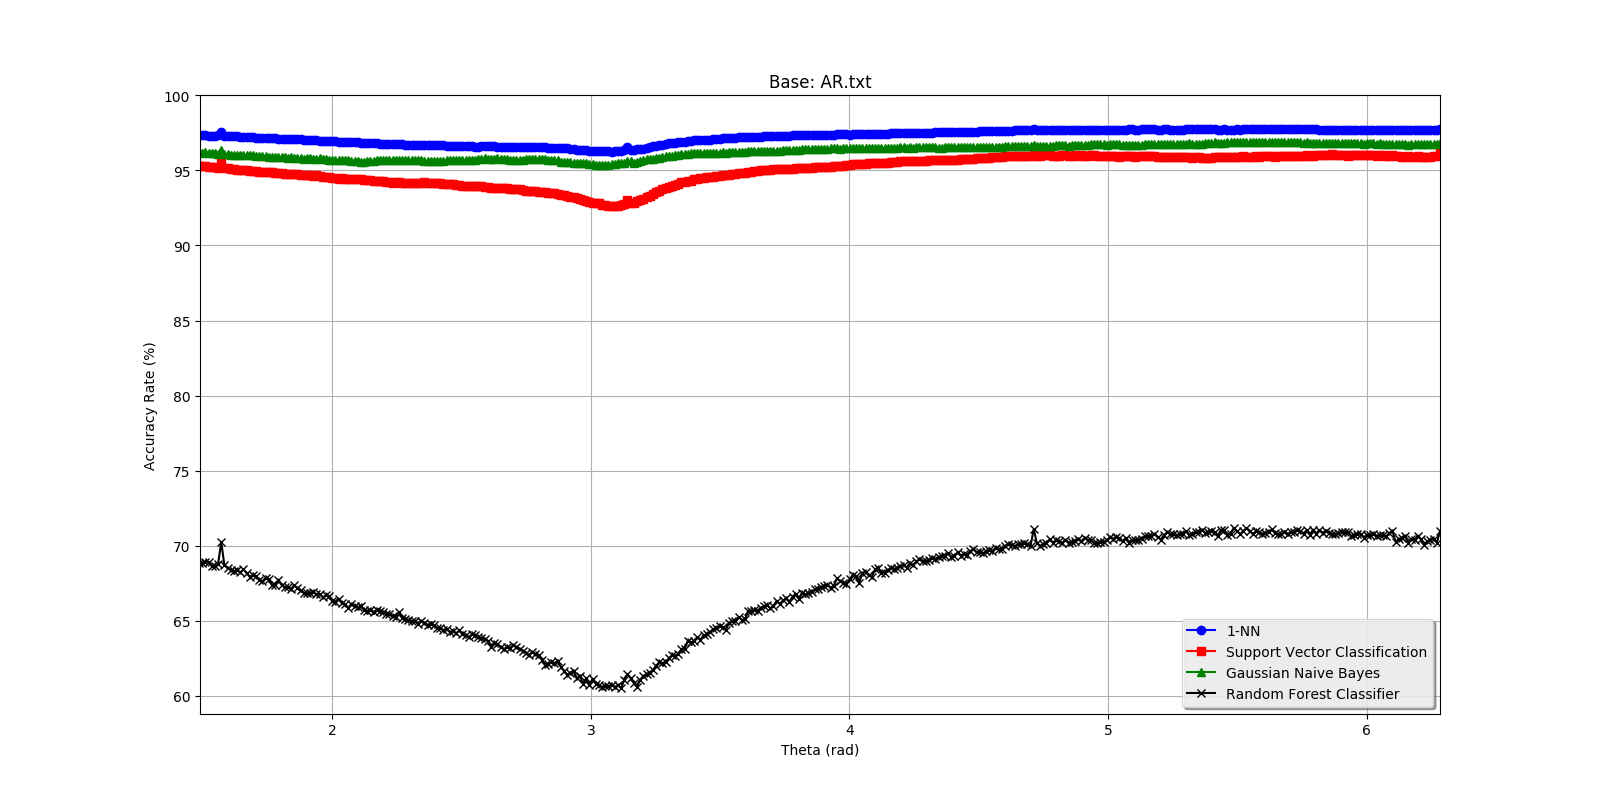 Base: AR.txt
100
95
90
85
80
75
70
65
60
Accuracy Rate (%)
2
3
4
5
6
Theta (rad)
1-NN
Support Vector Classification
Gaussian Naive Bayes
Random Forest Classifier